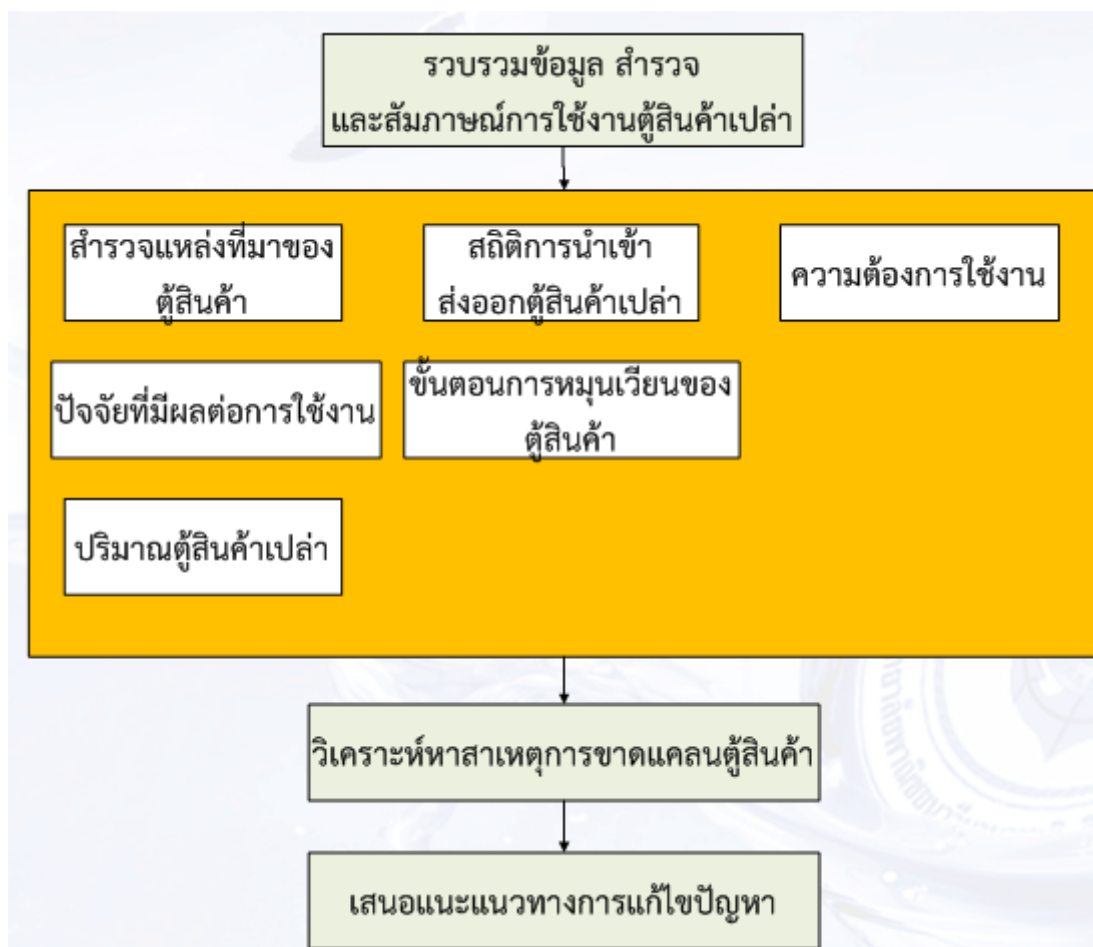 รวบรวมข้อมูล สำรวจ
และสัมภาษณ์การใช้งานตู้สินค้าเปล่า
สำรวจแหล่งที่มาของ
ตู้สินค้า
สถิติการนำเข้า
ส่งออกตู้สินค้าเปล่า
ความต้องการใช้งาน
ปัจจัยที่มีผลต่อการใช้งาน
ขั้นตอนการหมุนเวียนของ
ตู้สินค้า
ปริมาณตู้สินค้าเปล่า
วิเคราะห์หาสาเหตุการขาดแคลนตู้สินค้า
เสนอแนะแนวทางการแก้ไขปัญหา